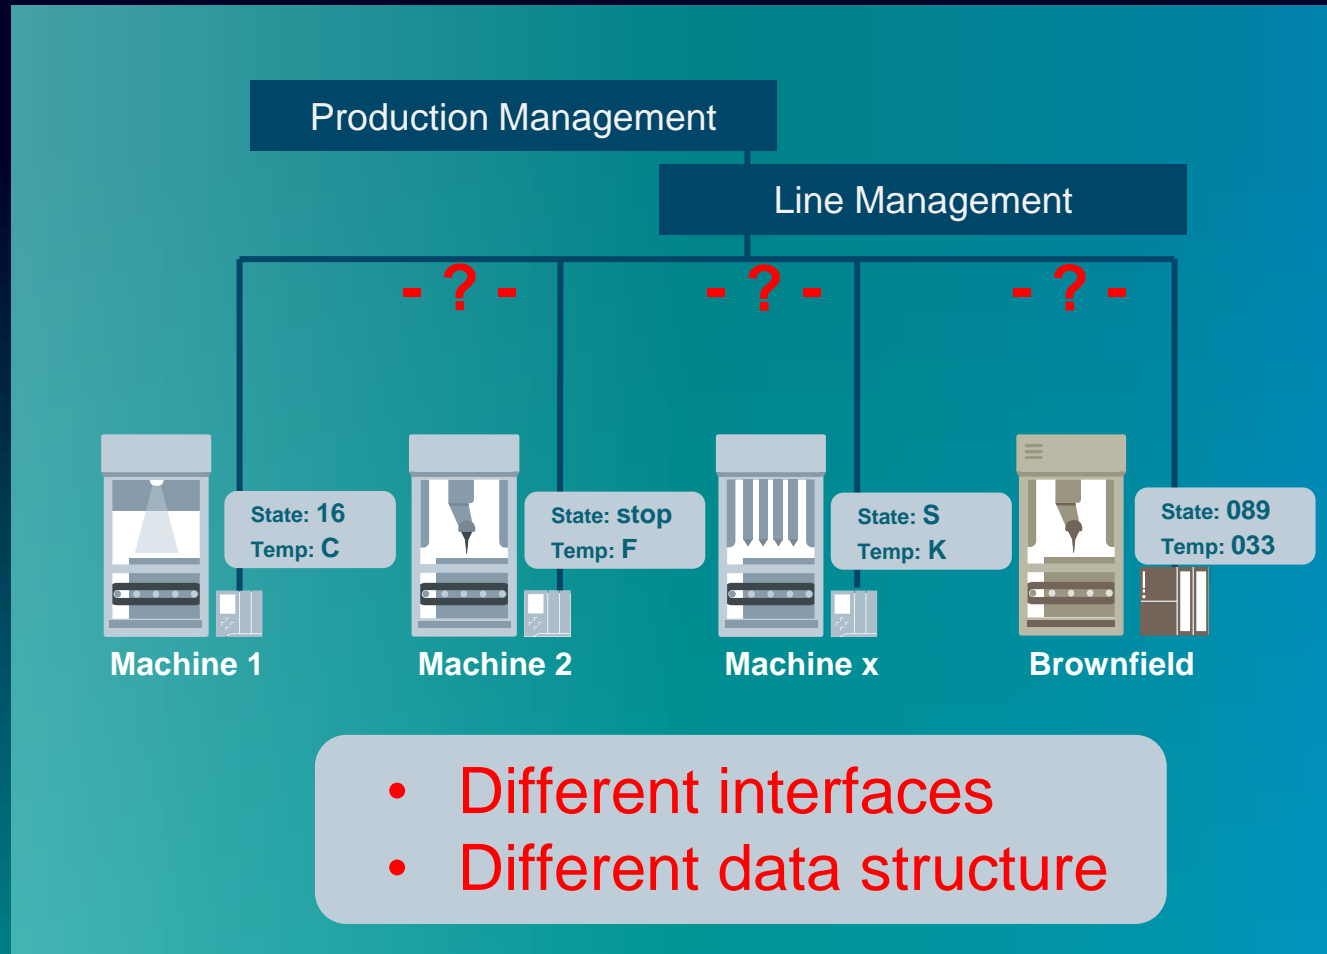 Production Management
Line Management
- ? -
- ? -
- ? -
State: 16
Temp: C
State: stop
Temp: F
State: S
Temp: K
State: 089
Temp: 033
Machine 1
Machine 2
Machine x
Brownfield
• Different interfaces
• Different data structure